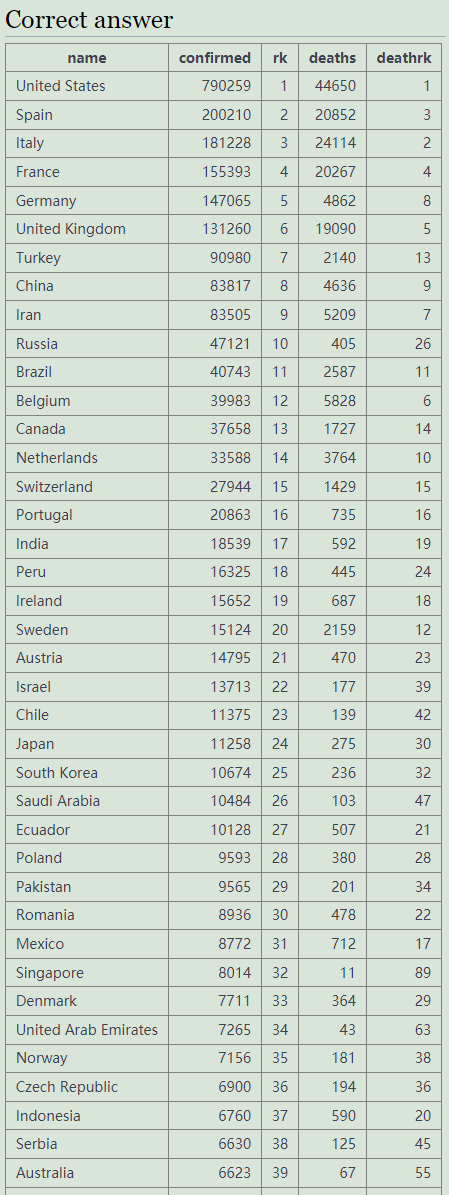 Correct answer
name confirmed rk deaths deathrk
United States 790259 1 44650 1
Spain 200210 2 20852 3
Italy 181228 3 24114 2
France 155393 4 20267 4
Germany 147065 5 4862 8
United Kingdom 131260 6 19090 5
Turkey 90980 7 2140 13
China 83817 8 4636 9
Iran 83505 9 5209 7
Russia 47121 10 405 26
Brazil 40743 11 2587 11
Belgium 39983 12 5828 6
Canada 37658 13 1727 14
Netherlands 33588 14 3764 10
Switzerland 27944 15 1429 15
Portugal 20863 16 735 16
India 18539 17 592 19
Peru 16325 18 445 24
Ireland 15652 19 687 18
Sweden 15124 20 2159 12
Austria 14795 21 470 23
Israel 13713 22 177 39
Chile 11375 23 139 42
Japan 11258 24 275 30
South Korea 10674 25 236 32
Saudi Arabia 10484 26 103 47
Ecuador 10128 27 507 21
Poland 9593 28 380 28
Pakistan 9565 29 201 34
Romania 8936 30 478 22
Mexico 8772 31 712 17
Singapore 8014 32 11 89
Denmark 7711 33 364 29
United Arab Emirates 7265 34 43 63
Norway 7156 35 181 38
Czech Republic 6900 36 194 36
Indonesia 6760 37 590 20
Serbia 6630 38 125 45
Australia 6623 39 67 55